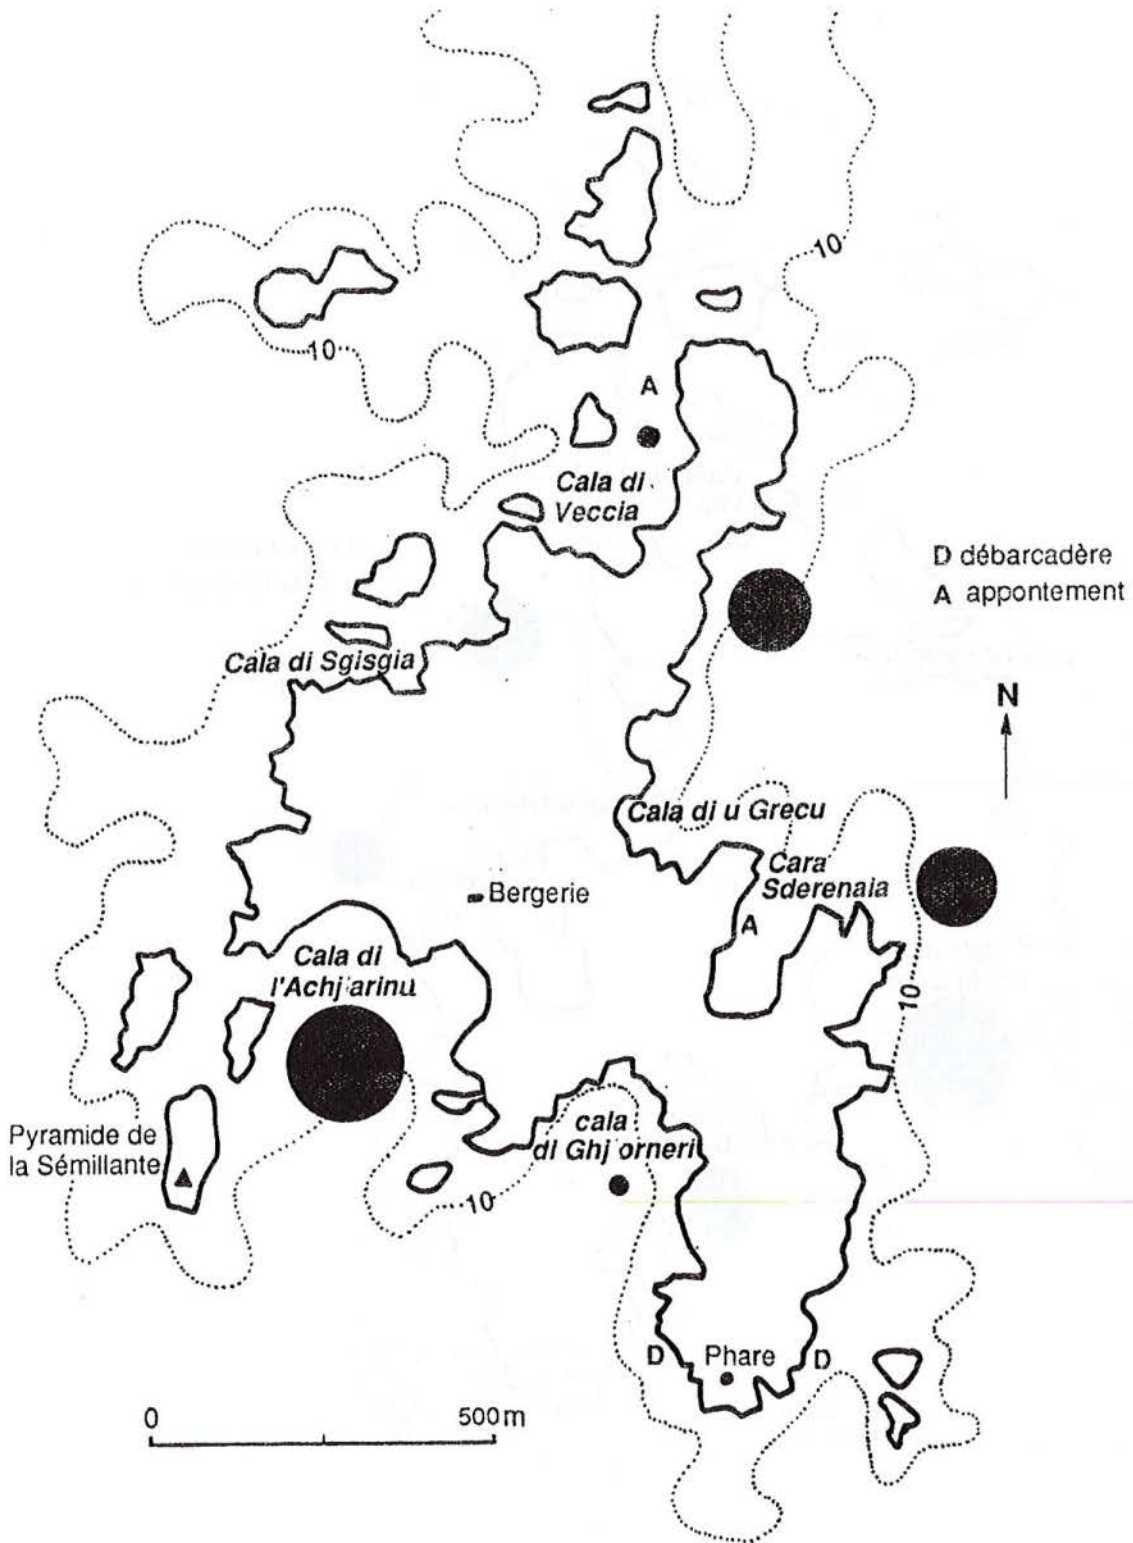 10
10
A
Cala di
Veccia
D débarcadère
A appontement
Cala di Sgisgia
N
Cala di u Grecu
Cara
Sderenaia
Bergerie
A
Cala di
l'Achj arinu
10
Pyramide de
la Sémillante
cala
di Ghj orneri
10
D
Phare
D
0
500m